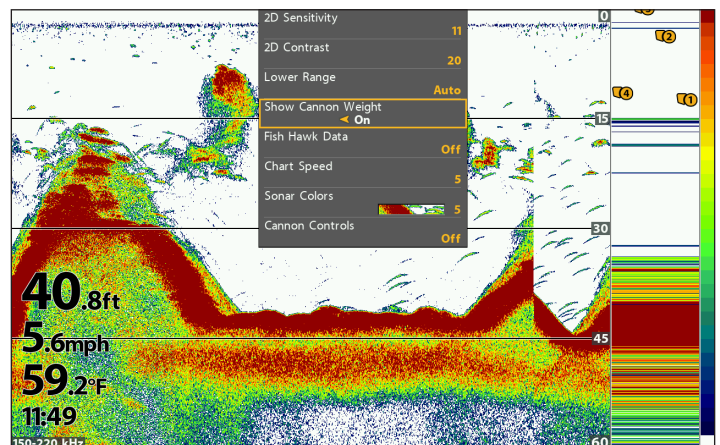 2D Sensitivity
11
2D Contrast
20
Lower Range
Auto
Show Cannon Weight
On
Fish Hawk Data
Off
Chart Speed
5
Sonar Colors
5
Cannon Controls
Off
0
15
30
45
60
2
4
1
40.8ft
5.6mph
59.2°F
11:49
150-220 kHz